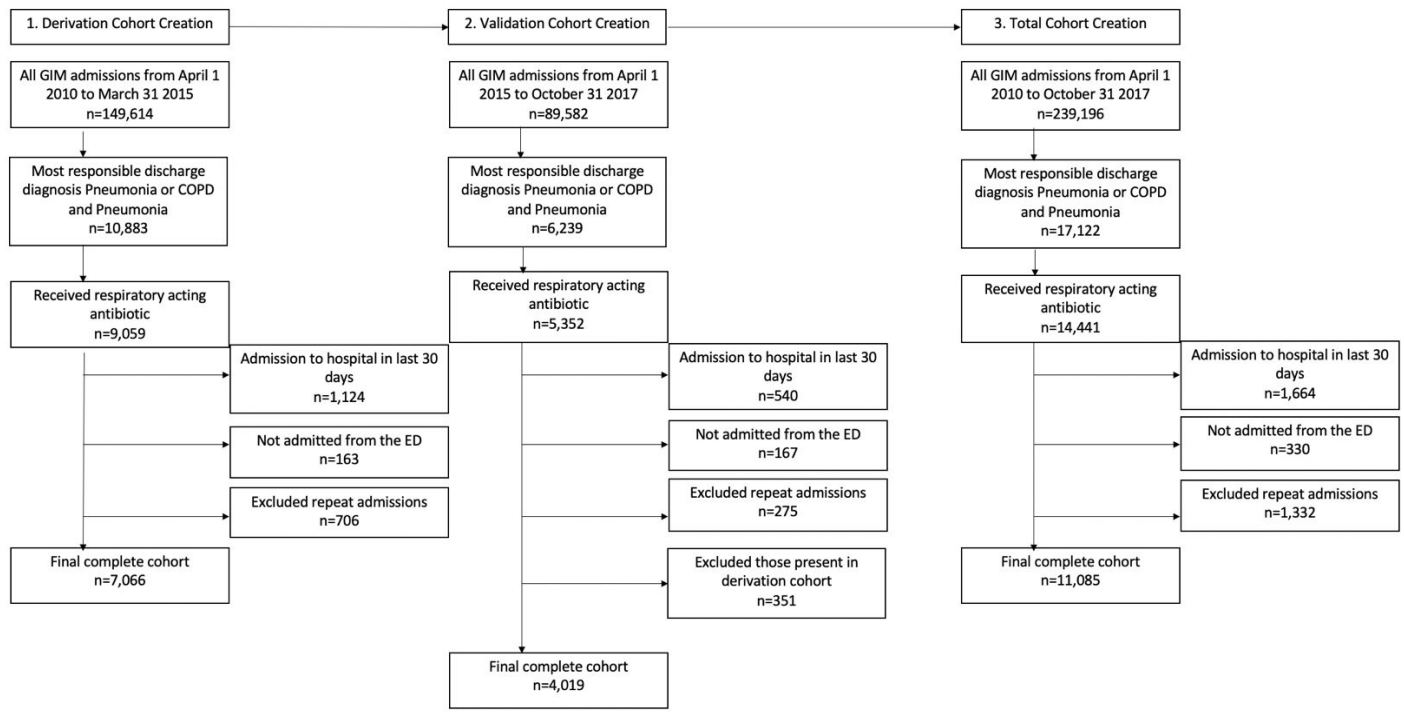 1. Derivation Cohort Creation
All GIM admissions from April 1
2010 to March 31 2015
n=149,614
Most responsible discharge
diagnosis Pneumonia or COPD
and Pneumonia
n=10,883
Received respiratory acting
antibiotic
n=9,059
Admission to hospital in last 30
days
n=1,124
Not admitted from the ED
n=163
Excluded repeat admissions
n=706
Final complete cohort
n=7,066
2. Validation Cohort Creation
All GIM admissions from April 1
2015 to October 31 2017
n=89,582
Most responsible discharge
diagnosis Pneumonia or COPD
and Pneumonia
n=6,239
Received respiratory acting
antibiotic
n=5,352
Admission to hospital in last 30
days
n=540
Not admitted from the ED
n=167
Excluded repeat admissions
n=275
Excluded those present in
derivation cohort
n=351
Final complete cohort
n=4,019
3. Total Cohort Creation
All GIM admissions from April 1
2010 to October 31 2017
n=239,196
Most responsible discharge
diagnosis Pneumonia or COPD
and Pneumonia
n=17,122
Received respiratory acting
antibiotic
n=14,441
Admission to hospital in last 30
days
n=1,664
Not admitted from the ED
n=330
Excluded repeat admissions
n=1,332
Final complete cohort
n=11,085